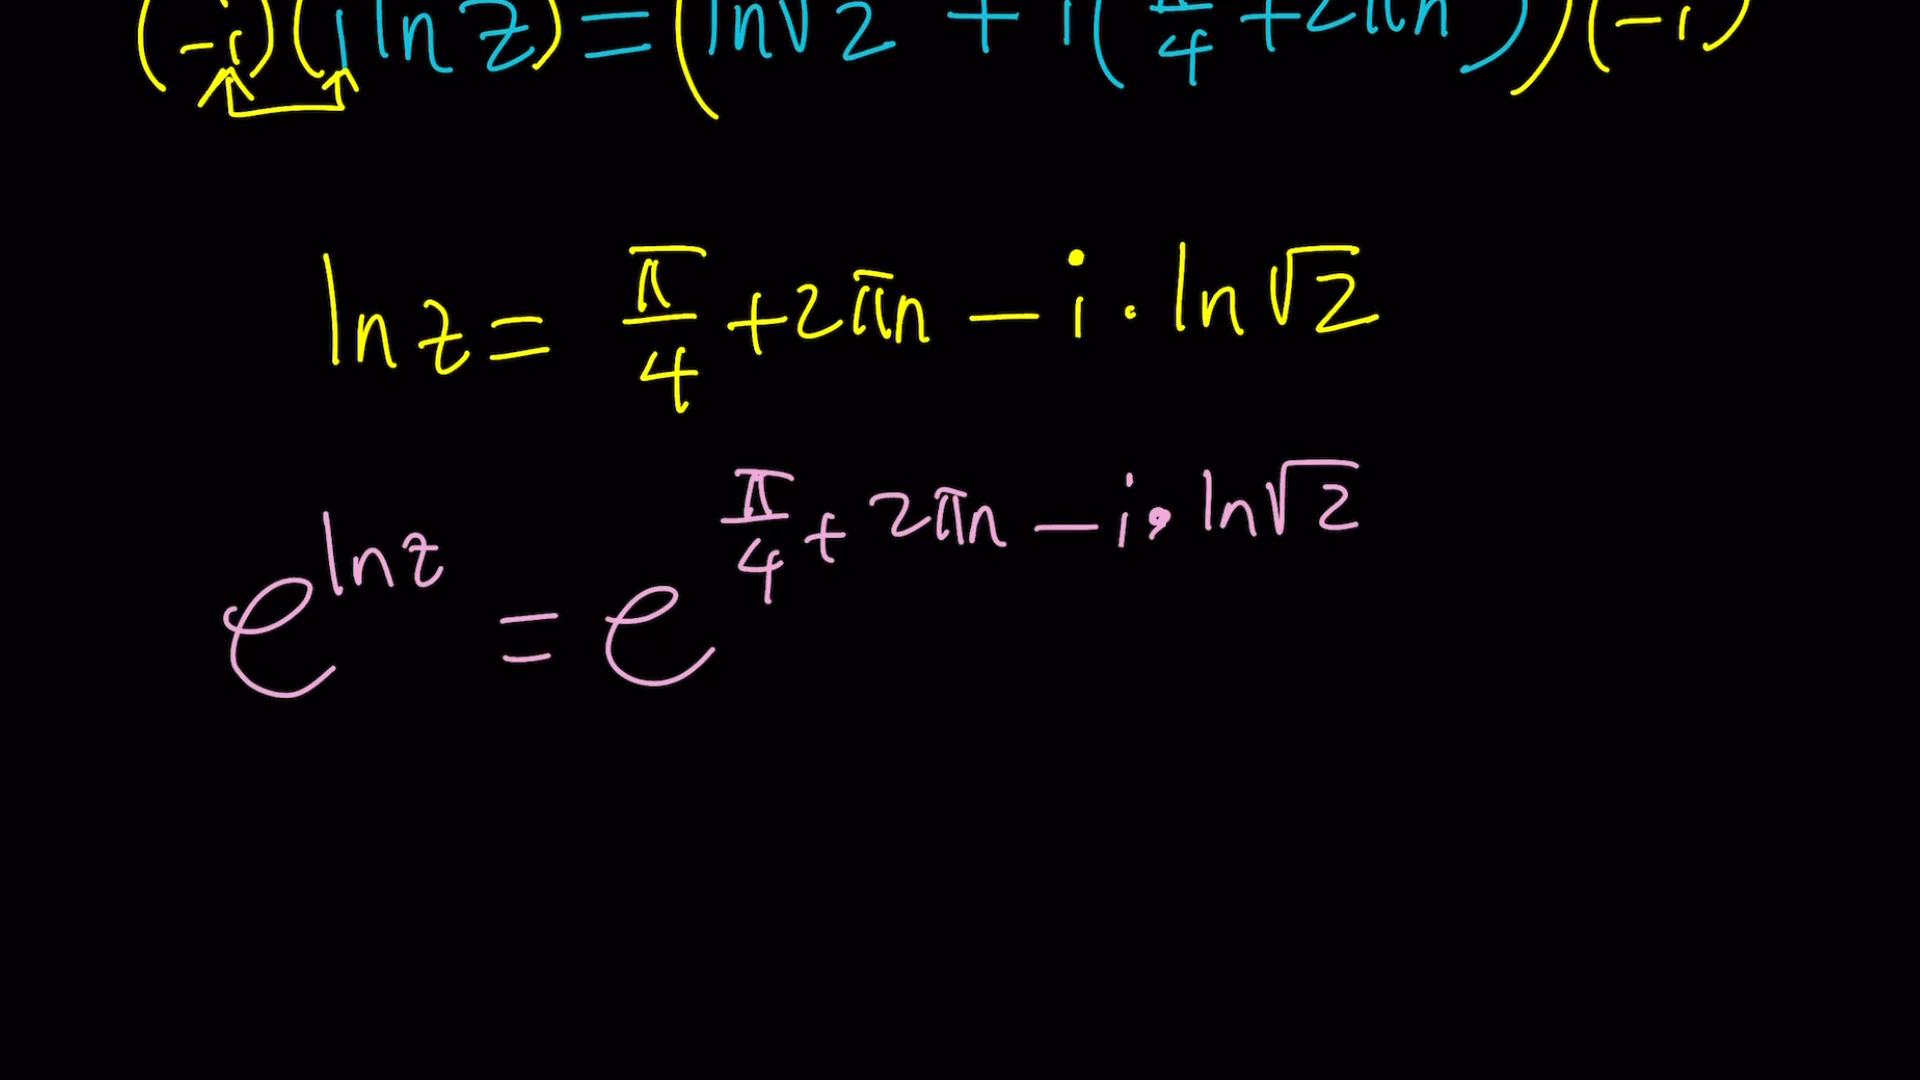 (-i)(i ln z) = (ln√2 + i(π/4 + 2πn))(-i)
ln z = π/4 + 2πn - i · ln√2
e^(ln z) = e^(π/4 + 2πn - i · ln√2)